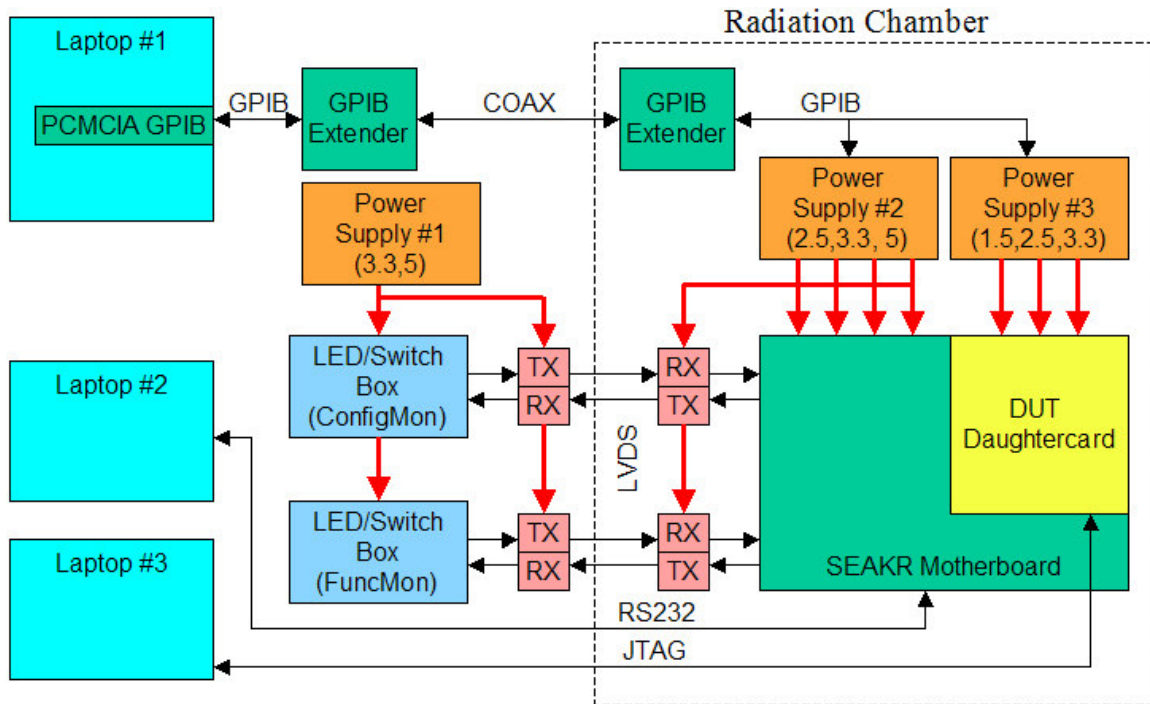 Radiation Chamber
Laptop #1
PCMCIA GPIB
GPIB
GPIB
Extender
COAX
GPIB
Extender
GPIB
Power
Supply #1
(3.3,5)
Power
Supply #2
(2.5,3.3, 5)
Power
Supply #3
(1.5,2.5,3.3)
Laptop #2
LED/Switch
Box
(ConfigMon)
TX
RX
RX
TX
LVDS
DUT
Daughtercard
Laptop #3
LED/Switch
Box
(FuncMon)
TX
RX
RX
TX
SEAKR Motherboard
RS232
JTAG